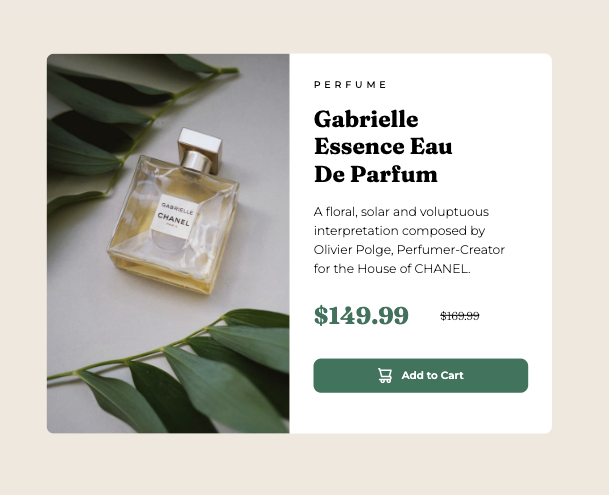 GABRIELLE
CHANEL
PARIS
PERFUME
Gabrielle
Essence Eau
De Parfum
A floral, solar and voluptuous
interpretation composed by
Olivier Polge, Perfumer-Creator
for the House of CHANEL.
$149.99 $169.99
Add to Cart